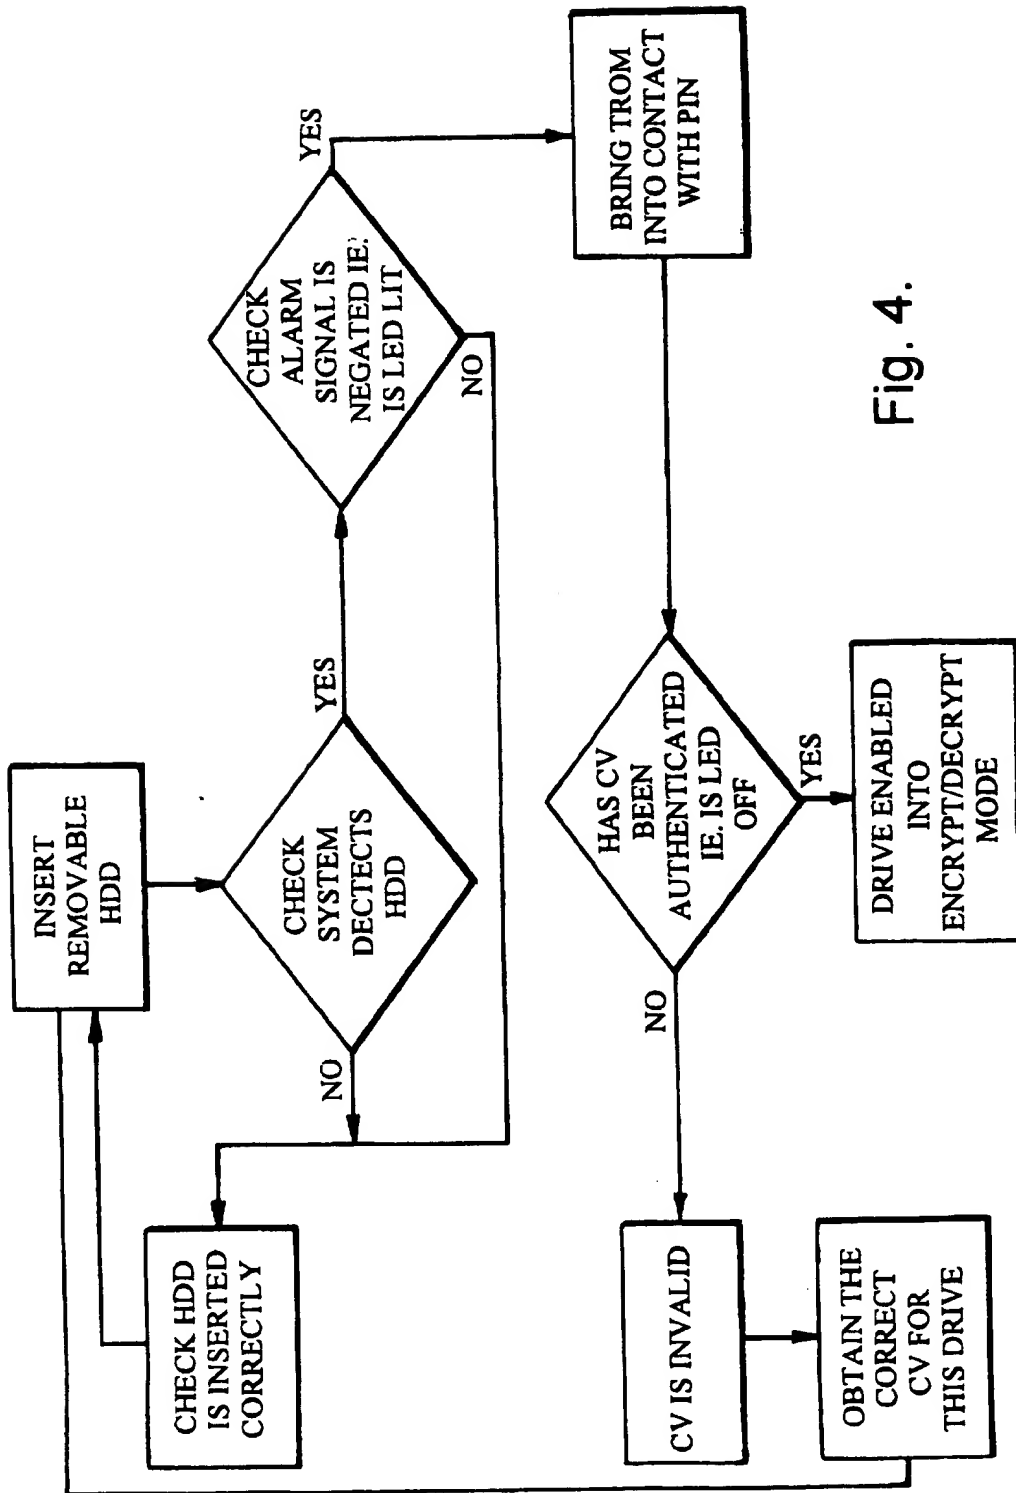 INSERT
REMOVABLE
HDD
CHECK
SYSTEM
DECTECTS
HDD
YES
NO
CHECK HDD
IS INSERTED
CORRECTLY
CHECK
ALARM
SIGNAL IS
NEGATED IE.
IS LED LIT
YES
NO
BRING TROM
INTO CONTACT
WITH PIN
HAS CV
BEEN
AUTHENTICATED
IE. IS LED
OFF
YES
NO
DRIVE ENABLED
INTO
ENCRYPT/DECRYPT
MODE
CV IS INVALID
OBTAIN THE
CORRECT
CV FOR
THIS DRIVE
Fig. 4.